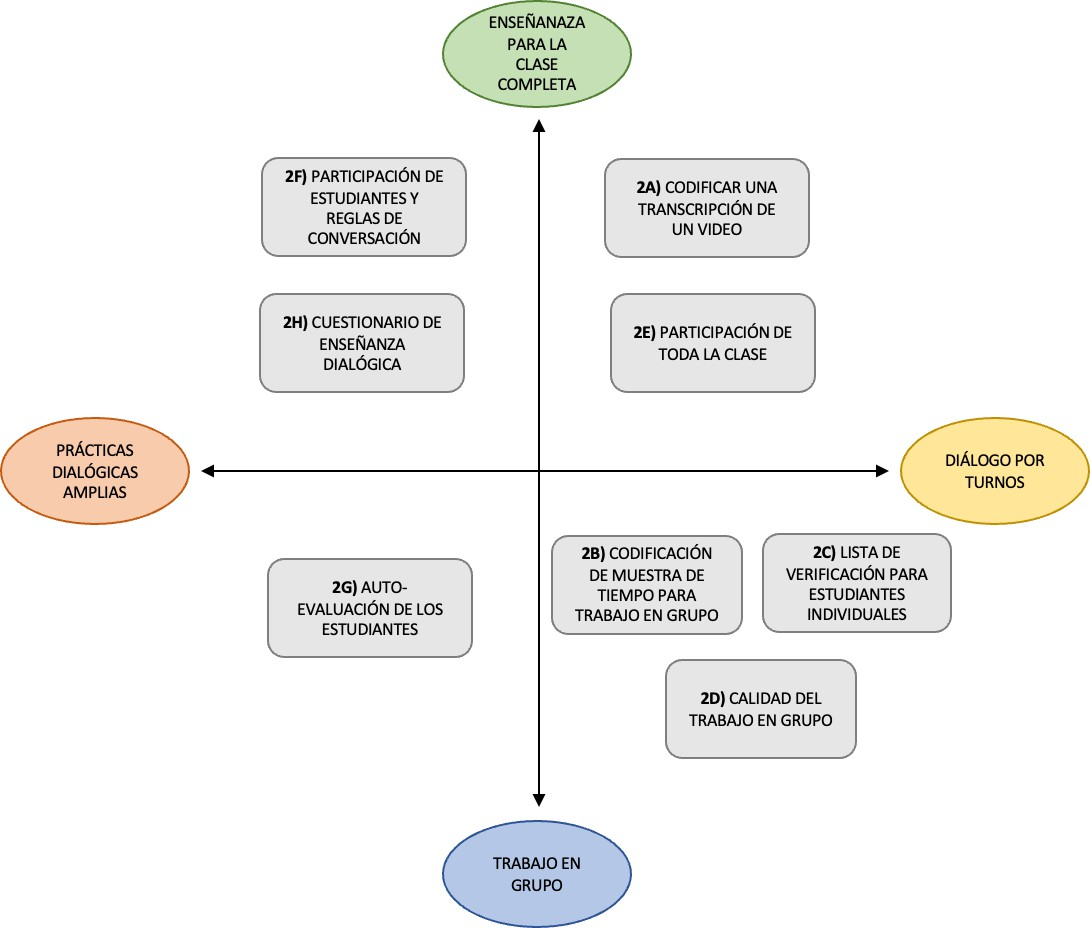 ENSEÑANAZA
PARA LA
CLASE
COMPLETA
2F) PARTICIPACIÓN DE
ESTUDIANTES Y
REGLAS DE
CONVERSACIÓN
2A) CODIFICAR UNA
TRANSCRIPCIÓN DE
UN VIDEO
2H) CUESTIONARIO DE
ENSEÑANZA
DIALÓGICA
2E) PARTICIPACIÓN DE
TODA LA CLASE
PRÁCTICAS
DIALÓGICAS
AMPLIAS
DIÁLOGO POR
TURNOS
2G) AUTO-
EVALUACIÓN DE LOS
ESTUDIANTES
2B) CODIFICACIÓN
DE MUESTRA DE
TIEMPO PARA
TRABAJO EN GRUPO
2C) LISTA DE
VERIFICACIÓN PARA
ESTUDIANTES
INDIVIDUALES
2D) CALIDAD DEL
TRABAJO EN GRUPO
TRABAJO EN
GRUPO